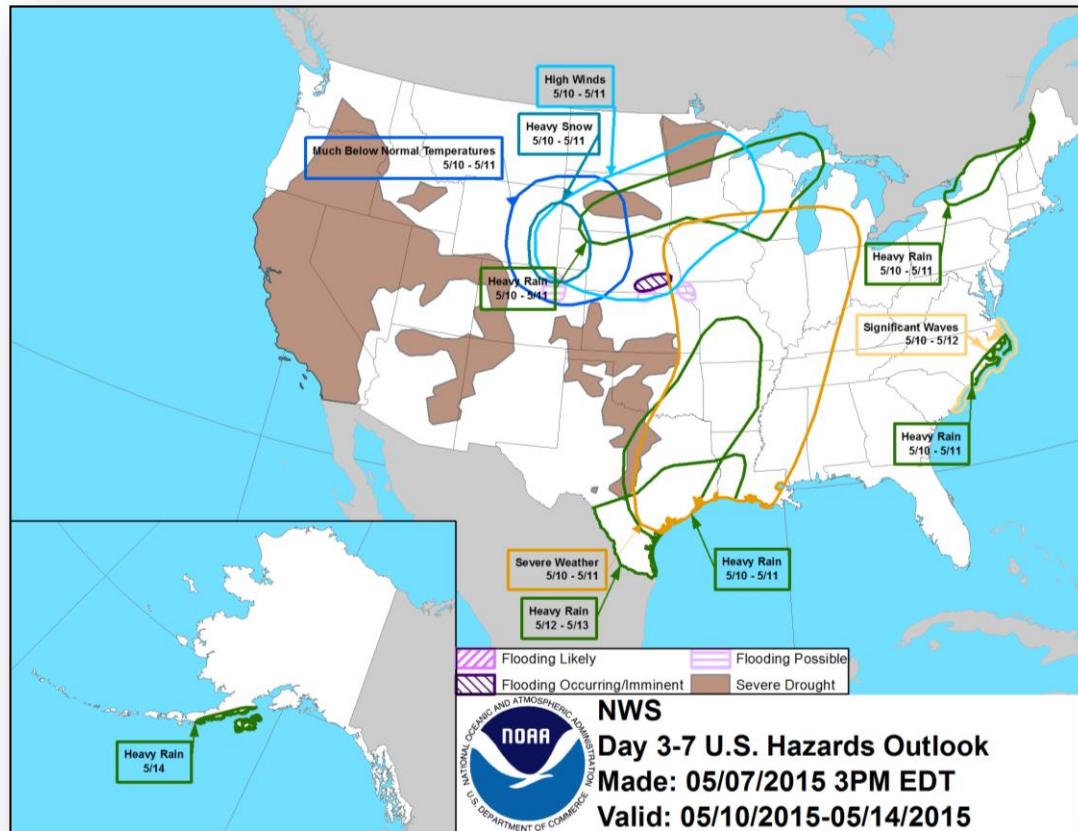 High Winds
5/10 - 5/11
Heavy Snow
5/10 - 5/11
Much Below Normal Temperatures
5/10 - 5/11
Heavy Rain
5/10 - 5/11
Heavy Rain
5/10 - 5/11
Significant Waves
5/10 - 5/12
Heavy Rain
5/10 - 5/11
Severe Weather
5/10 - 5/11
Heavy Rain
5/10 - 5/11
Heavy Rain
5/12 - 5/13
Heavy Rain
5/14
Flooding Likely
Flooding Possible
Flooding Occurring/Imminent
Severe Drought
NATIONAL OCEANIC AND ATMOSPHERIC ADMINISTRATION
NOAA
U.S. DEPARTMENT OF COMMERCE
NWS
Day 3-7 U.S. Hazards Outlook
Made: 05/07/2015 3PM EDT
Valid: 05/10/2015-05/14/2015